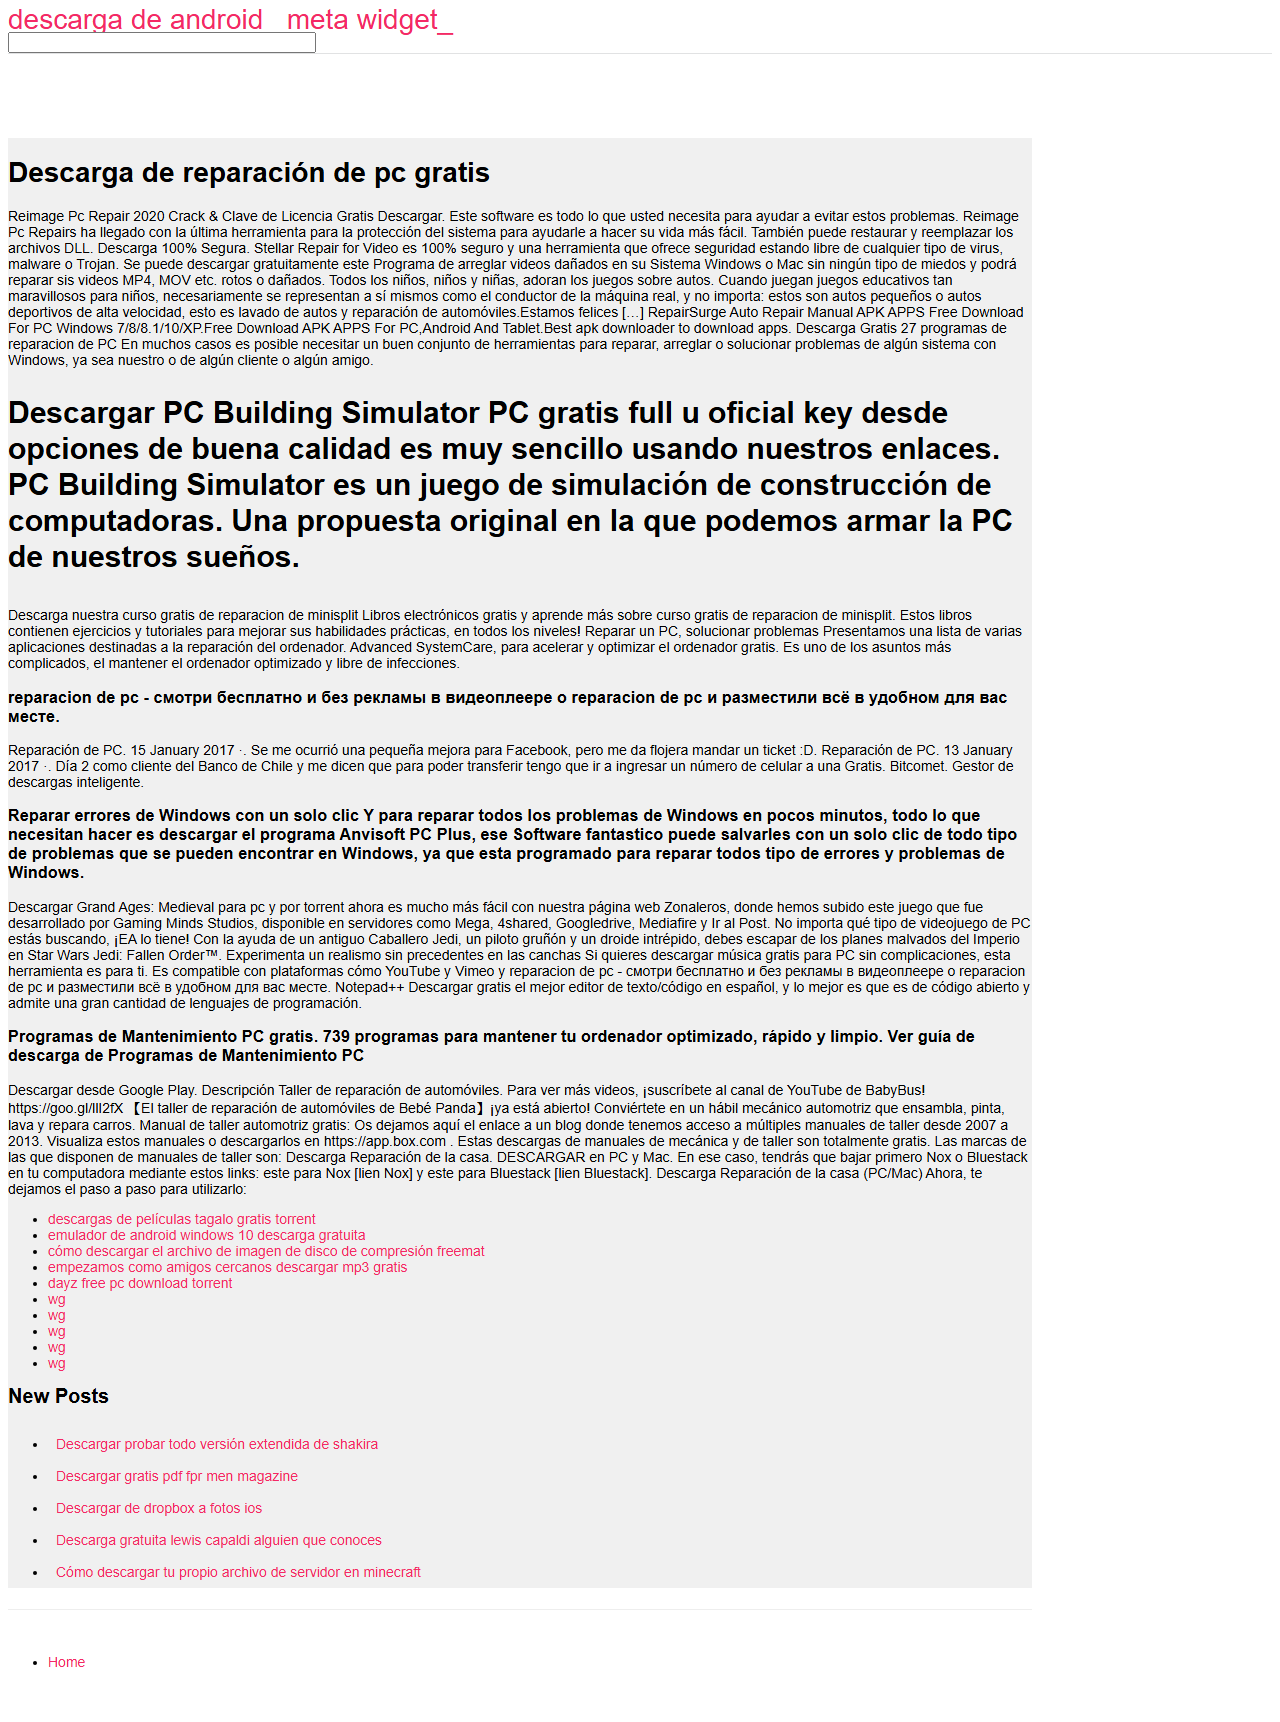 descarga de android _meta widget_
Descarga de reparación de pc gratis
Reimage Pc Repair 2020 Crack & Clave de Licencia Gratis Descargar. Este software es todo lo que usted necesita para ayudar a evitar estos problemas. Reimage
Pc Repairs ha llegado con la última herramienta para la protección del sistema para ayudarle a hacer su vida más fácil. También puede restaurar y reemplazar los
archivos DLL. Descarga 100% Segura. Stellar Repair for Video es 100% seguro y una herramienta que ofrece seguridad estando libre de cualquier tipo de virus,
malware o Trojan. Se puede descargar gratuitamente este Programa de arreglar videos dañados en su Sistema Windows o Mac sin ningún tipo de miedos y podrá
reparar sis videos MP4, MOV etc. rotos o dañados. Todos los niños, niños y niñas, adoran los juegos sobre autos. Cuando juegan juegos educativos tan
maravillosos para niños, necesariamente se representan a sí mismos como el conductor de la máquina real, y no importa: estos son autos pequeños o autos
deportivos de alta velocidad, esto es lavado de autos y reparación de automóviles.Estamos felices […] RepairSurge Auto Repair Manual APK APPS Free Download
For PC Windows 7/8/8.1/10/XP.Free Download APK APPS For PC,Android And Tablet.Best apk downloader to download apps. Descarga Gratis 27 programas de
reparacion de PC En muchos casos es posible necesitar un buen conjunto de herramientas para reparar, arreglar o solucionar problemas de algún sistema con
Windows, ya sea nuestro o de algún cliente o algún amigo.
Descargar PC Building Simulator PC gratis full u oficial key desde
opciones de buena calidad es muy sencillo usando nuestros enlaces.
PC Building Simulator es un juego de simulación de construcción de
computadoras. Una propuesta original en la que podemos armar la PC
de nuestros sueños.
Descarga nuestra curso gratis de reparacion de minisplit Libros electrónicos gratis y aprende más sobre curso gratis de reparacion de minisplit. Estos libros
contienen ejercicios y tutoriales para mejorar sus habilidades prácticas, en todos los niveles! Reparar un PC, solucionar problemas Presentamos una lista de varias
aplicaciones destinadas a la reparación del ordenador. Advanced SystemCare, para acelerar y optimizar el ordenador gratis. Es uno de los asuntos más
complicados, el mantener el ordenador optimizado y libre de infecciones.
reparacion de pc - смотри бесплатно и без рекламы в видеоплеере о reparacion de pc и разместили всё в удобном для вас
месте.
Reparación de PC. 15 January 2017 ·. Se me ocurrió una pequeña mejora para Facebook, pero me da flojera mandar un ticket :D. Reparación de PC. 13 January
2017 ·. Día 2 como cliente del Banco de Chile y me dicen que para poder transferir tengo que ir a ingresar un número de celular a una Gratis. Bitcomet. Gestor de
descargas inteligente.
Reparar errores de Windows con un solo clic Y para reparar todos los problemas de Windows en pocos minutos, todo lo que
necesitan hacer es descargar el programa Anvisoft PC Plus, ese Software fantastico puede salvarles con un solo clic de todo tipo
de problemas que se pueden encontrar en Windows, ya que esta programado para reparar todos tipo de errores y problemas de
Windows.
Descargar Grand Ages: Medieval para pc y por torrent ahora es mucho más fácil con nuestra página web Zonaleros, donde hemos subido este juego que fue
desarrollado por Gaming Minds Studios, disponible en servidores como Mega, 4shared, Googledrive, Mediafire y Ir al Post. No importa qué tipo de videojuego de PC
estás buscando, ¡EA lo tiene! Con la ayuda de un antiguo Caballero Jedi, un piloto gruñón y un droide intrépido, debes escapar de los planes malvados del Imperio
en Star Wars Jedi: Fallen Order™. Experimenta un realismo sin precedentes en las canchas Si quieres descargar música gratis para PC sin complicaciones, esta
herramienta es para ti. Es compatible con plataformas cómo YouTube y Vimeo y reparacion de pc - смотри бесплатно и без рекламы в видеоплеере о reparacion
de pc и разместили всё в удобном для вас месте. Notepad++ Descargar gratis el mejor editor de texto/código en español, y lo mejor es que es de código abierto y
admite una gran cantidad de lenguajes de programación.
Programas de Mantenimiento PC gratis. 739 programas para mantener tu ordenador optimizado, rápido y limpio. Ver guía de
descarga de Programas de Mantenimiento PC
Descargar desde Google Play. Descripción Taller de reparación de automóviles. Para ver más videos, ¡suscríbete al canal de YouTube de BabyBus!
https://goo.gl/lII2fX 【El taller de reparación de automóviles de Bebé Panda】¡ya está abierto! Conviértete en un hábil mecánico automotriz que ensambla, pinta,
lava y repara carros. Manual de taller automotriz gratis: Os dejamos aquí el enlace a un blog donde tenemos acceso a múltiples manuales de taller desde 2007 a
2013. Visualiza estos manuales o descargarlos en https://app.box.com . Estas descargas de manuales de mecánica y de taller son totalmente gratis. Las marcas de
las que disponen de manuales de taller son: Descarga Reparación de la casa. DESCARGAR en PC y Mac. En ese caso, tendrás que bajar primero Nox o Bluestack
en tu computadora mediante estos links: este para Nox [lien Nox] y este para Bluestack [lien Bluestack]. Descarga Reparación de la casa (PC/Mac) Ahora, te
dejamos el paso a paso para utilizarlo:
descargas de películas tagalo gratis torrent
emulador de android windows 10 descarga gratuita
cómo descargar el archivo de imagen de disco de compresión freemat
empezamos como amigos cercanos descargar mp3 gratis
dayz free pc download torrent
wg
wg
wg
wg
wg
New Posts
Descargar probar todo versión extendida de shakira
Descargar gratis pdf fpr men magazine
Descargar de dropbox a fotos ios
Descarga gratuita lewis capaldi alguien que conoces
Cómo descargar tu propio archivo de servidor en minecraft
Home